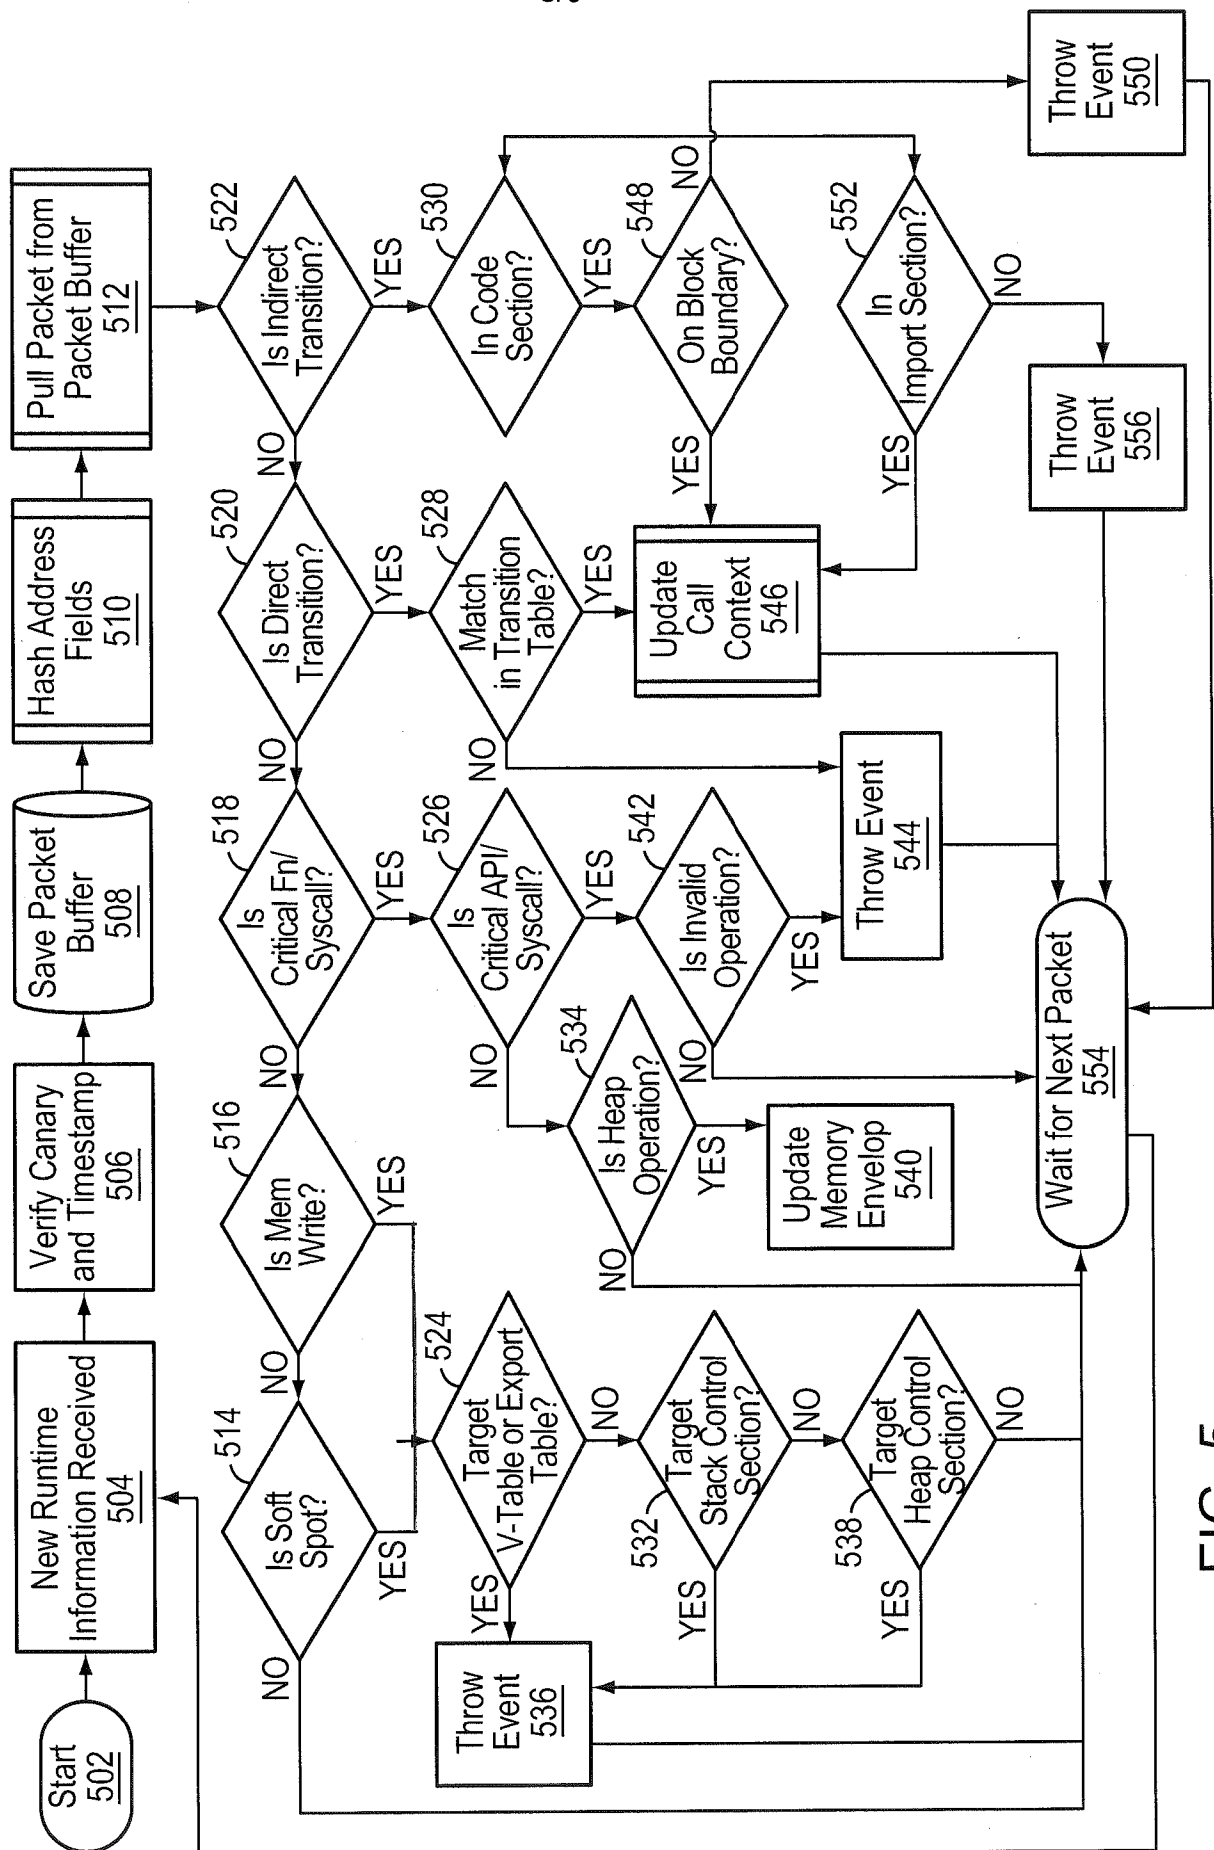 Start
502
New Runtime
Information Received
504
Verify Canary
and Timestamp
506
Save Packet
Buffer
508
Hash Address
Fields
510
Pull Packet from
Packet Buffer
512
Is Soft
Spot?
514
NO
YES
Is Mem
Write?
516
NO
YES
Is
Critical Fn/
Syscall?
518
NO
YES
Is Direct
Transition?
520
NO
YES
Is Indirect
Transition?
522
NO
YES
Target
V-Table or Export
Table?
524
YES
NO
Critical API/
Is
Syscall?
526
NO
YES
Match
in Transition
Table?
528
NO
YES
In Code
Section?
530
YES
Throw
Event
536
Target
Stack Control
Section?
532
YES
NO
Is Heap
Operation?
534
NO
YES
Is Invalid
Operation?
542
NO
YES
Update
Call
Context
546
On Block
Boundary?
548
YES
NO
Target
Heap Control
Section?
538
YES
NO
Update
Memory
Envelop
540
Throw Event
544
In
Import Section?
552
YES
NO
Wait for Next Packet
554
Throw
Event
556
Throw
Event
550